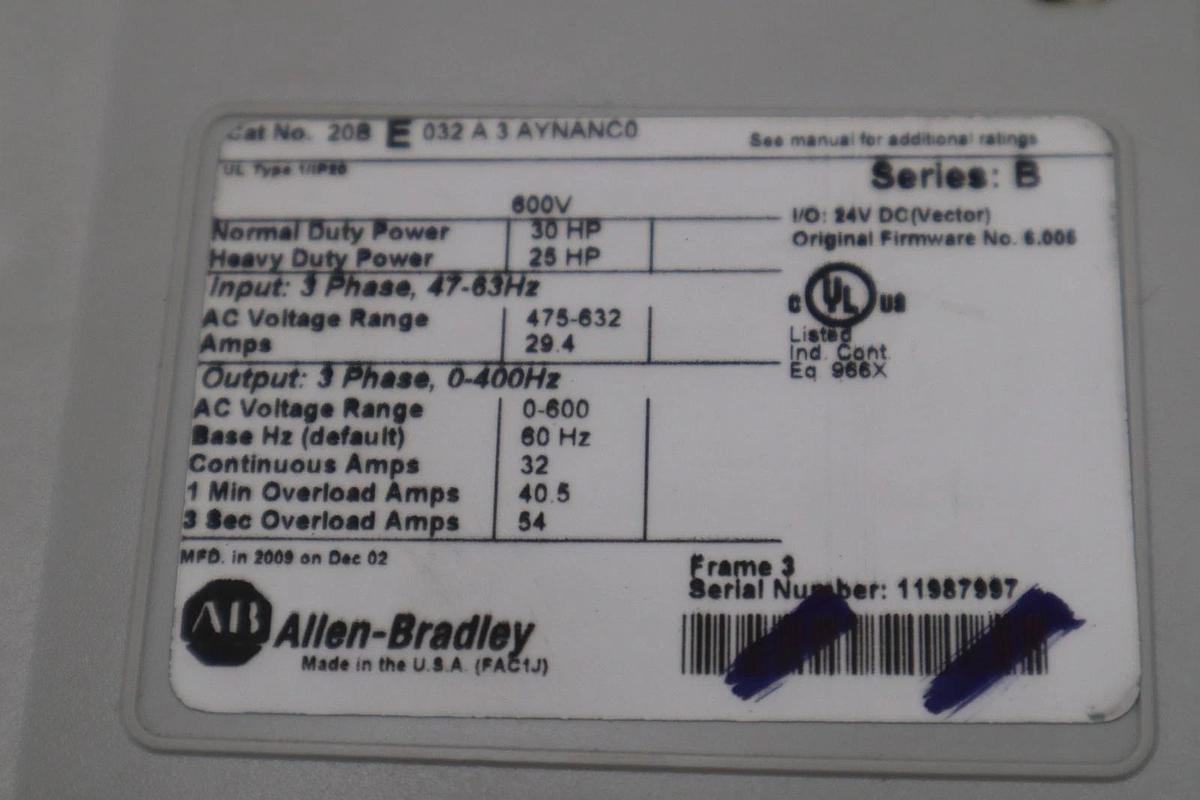 Cat No. 20B E 032 A 3 AYNANC0
See manual for additional ratings
UL Type 1/IP20
Series: B
600V
I/O: 24V DC(Vector)
Normal Duty Power 30 HP
Original Firmware No. 6.006
Heavy Duty Power 25 HP
Input: 3 Phase, 47-63Hz
c UL us
AC Voltage Range 475-632
Listed
Amps 29.4
Ind. Cont.
Eq 966X
Output: 3 Phase, 0-400Hz
AC Voltage Range 0-600
Base Hz (default) 60 Hz
Continuous Amps 32
1 Min Overload Amps 40.5
3 Sec Overload Amps 54
MFD. in 2009 on Dec 02
Frame 3
Serial Number: 11987997
AB Allen-Bradley
Made in the U.S.A. (FAC1J)